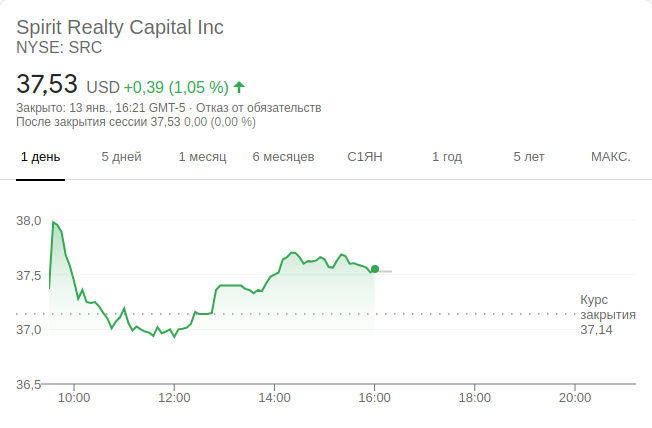 Spirit Realty Capital Inc
NYSE: SRC
37,53 USD +0,39 (1,05 %)
Закрыто: 13 янв., 16:21 GMT-5 · Отказ от обязательств
После закрытия сессии 37,53 0,00 (0,00 %)
1 день 5 дней 1 месяц 6 месяцев С1ЯН 1 год 5 лет МАКС.
38,0
37,5
Курс
закрытия
37,14
37,0
36,5
10:00 12:00 14:00 16:00 18:00 20:00